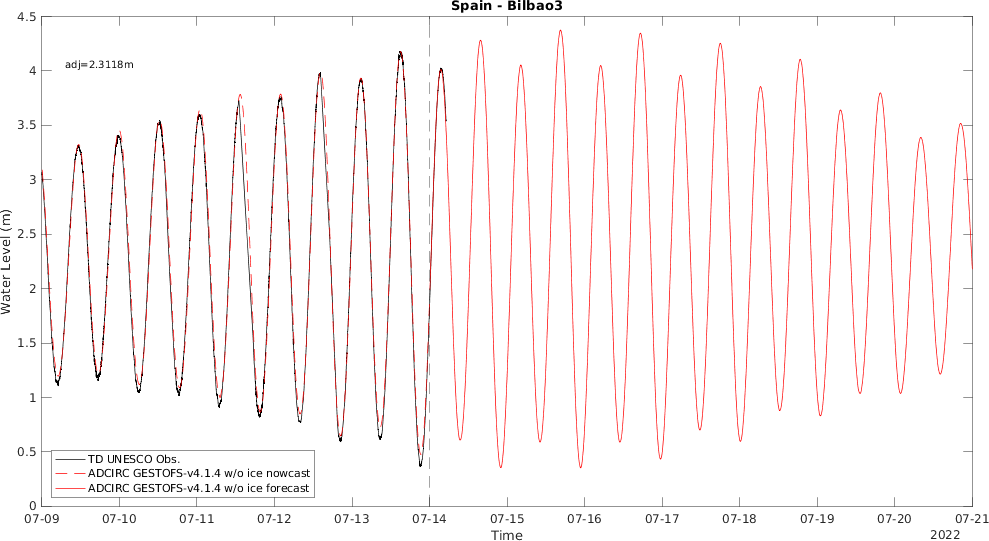 Spain - Bilbao3
adj=2.3118m
4.5
4
3.5
3
2.5
2
1.5
1
0.5
0
Water Level (m)
TD UNESCO Obs.
ADCIRC GESTOFS-v4.1.4 w/o ice nowcast
ADCIRC GESTOFS-v4.1.4 w/o ice forecast
07-09 07-10 07-11 07-12 07-13 07-14 07-15 07-16 07-17 07-18 07-19 07-20 07-21
Time
2022